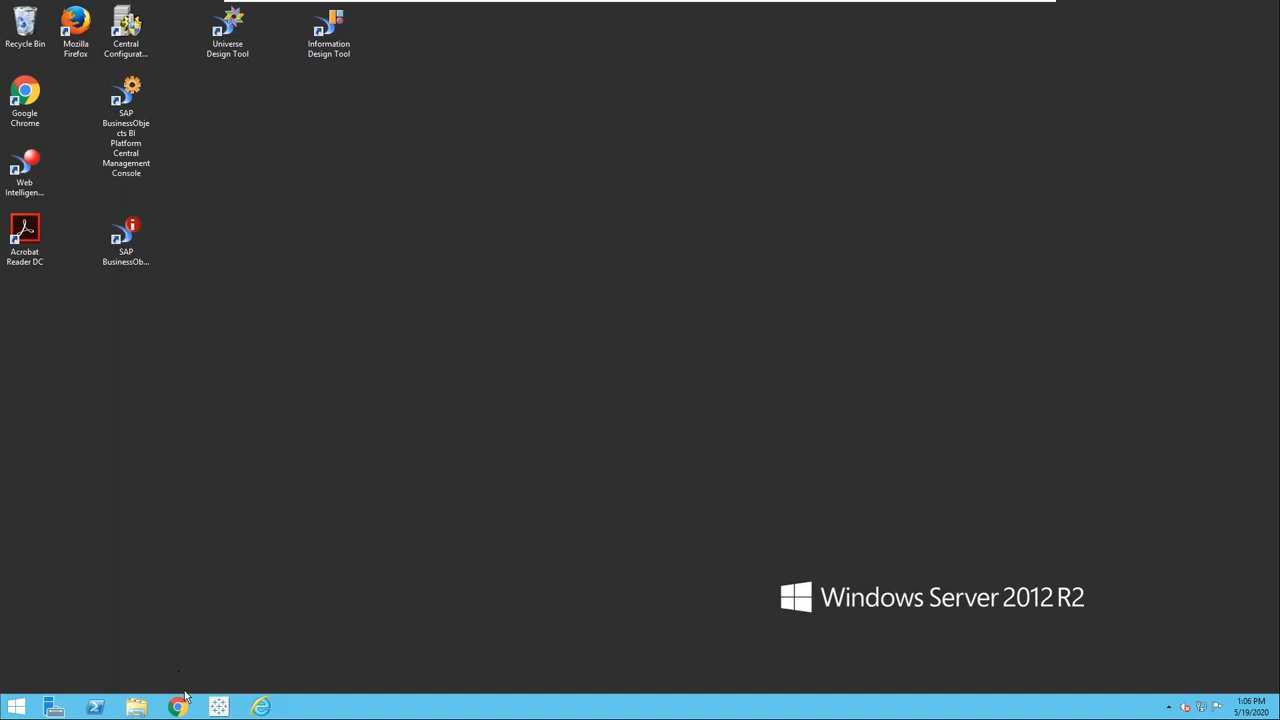 Recycle Bin
Mozilla
Firefox
Central
Configurat...
Universe
Design Tool
Information
Design Tool
Google
Chrome
SAP
BusinessObje
cts BI
Platform
Central
Management
Console
Web
Intelligen...
Acrobat
Reader DC
SAP
BusinessOb...
Windows Server 2012 R2
1:06 PM
5/19/2020